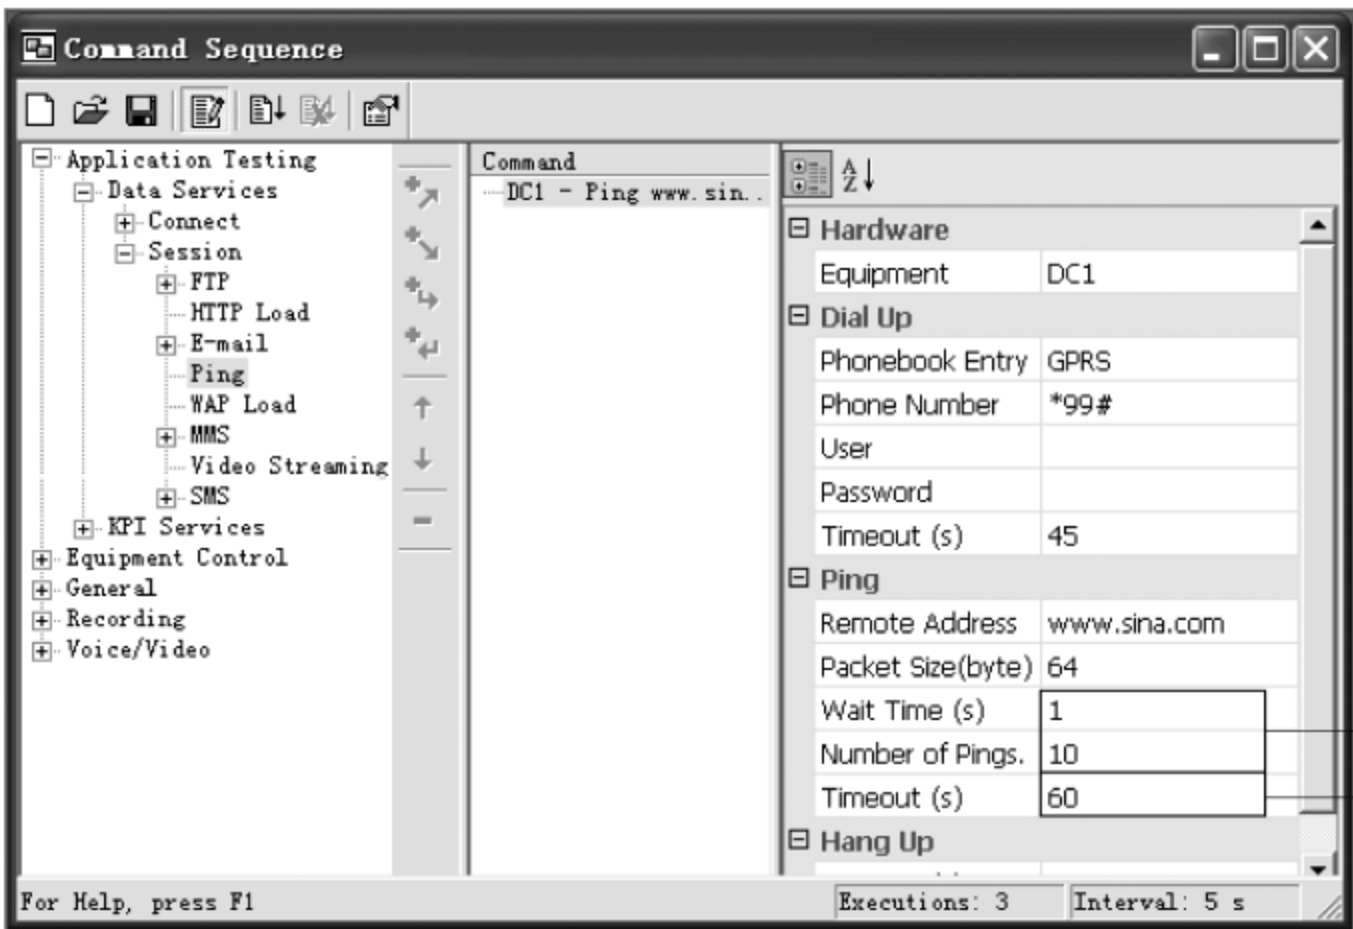 Command Sequence
Application Testing
Data Services
Connect
Session
FTP
HTTP Load
E-mail
Ping
WAP Load
MMS
Video Streaming
SMS
KPI Services
Equipment Control
General
Recording
Voice/Video
Command
DC1 - Ping www.sin..
A
Z
Hardware
Equipment DC1
Dial Up
Phonebook Entry GPRS
Phone Number *99#
User
Password
Timeout (s) 45
Ping
Remote Address www.sina.com
Packet Size(byte) 64
Wait Time (s) 1
Number of Pings. 10
Timeout (s) 60
Hang Up
For Help, press F1
Executions: 3
Interval: 5 s